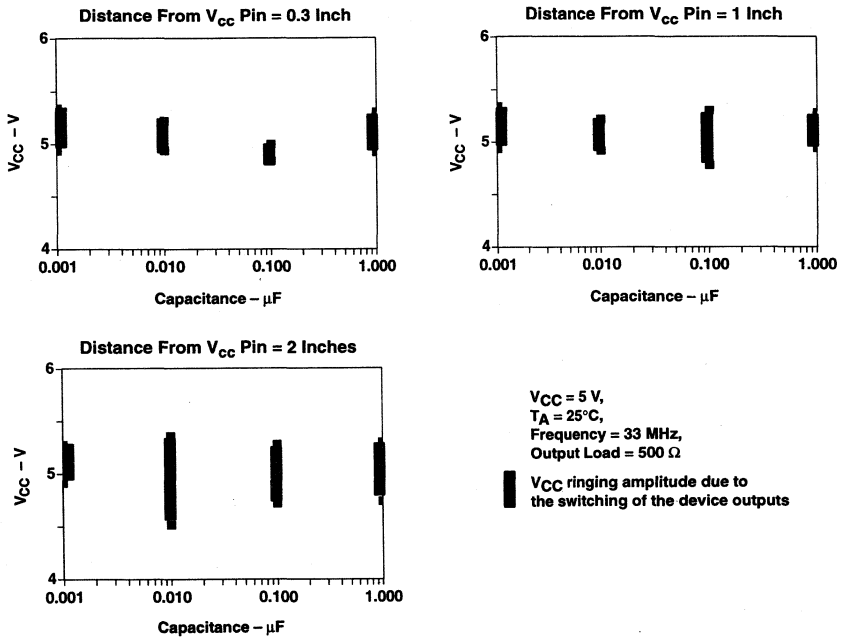 Distance From VCC Pin = 0.3 Inch
6
5
4
VCC – V
0.001 0.010 0.100 1.000
Capacitance – μF
Distance From VCC Pin = 1 Inch
6
5
4
VCC – V
0.001 0.010 0.100 1.000
Capacitance – μF
Distance From VCC Pin = 2 Inches
6
5
4
VCC – V
0.001 0.010 0.100 1.000
Capacitance – μF
VCC = 5 V,
TA = 25°C,
Frequency = 33 MHz,
Output Load = 500 Ω
VCC ringing amplitude due to
the switching of the device outputs